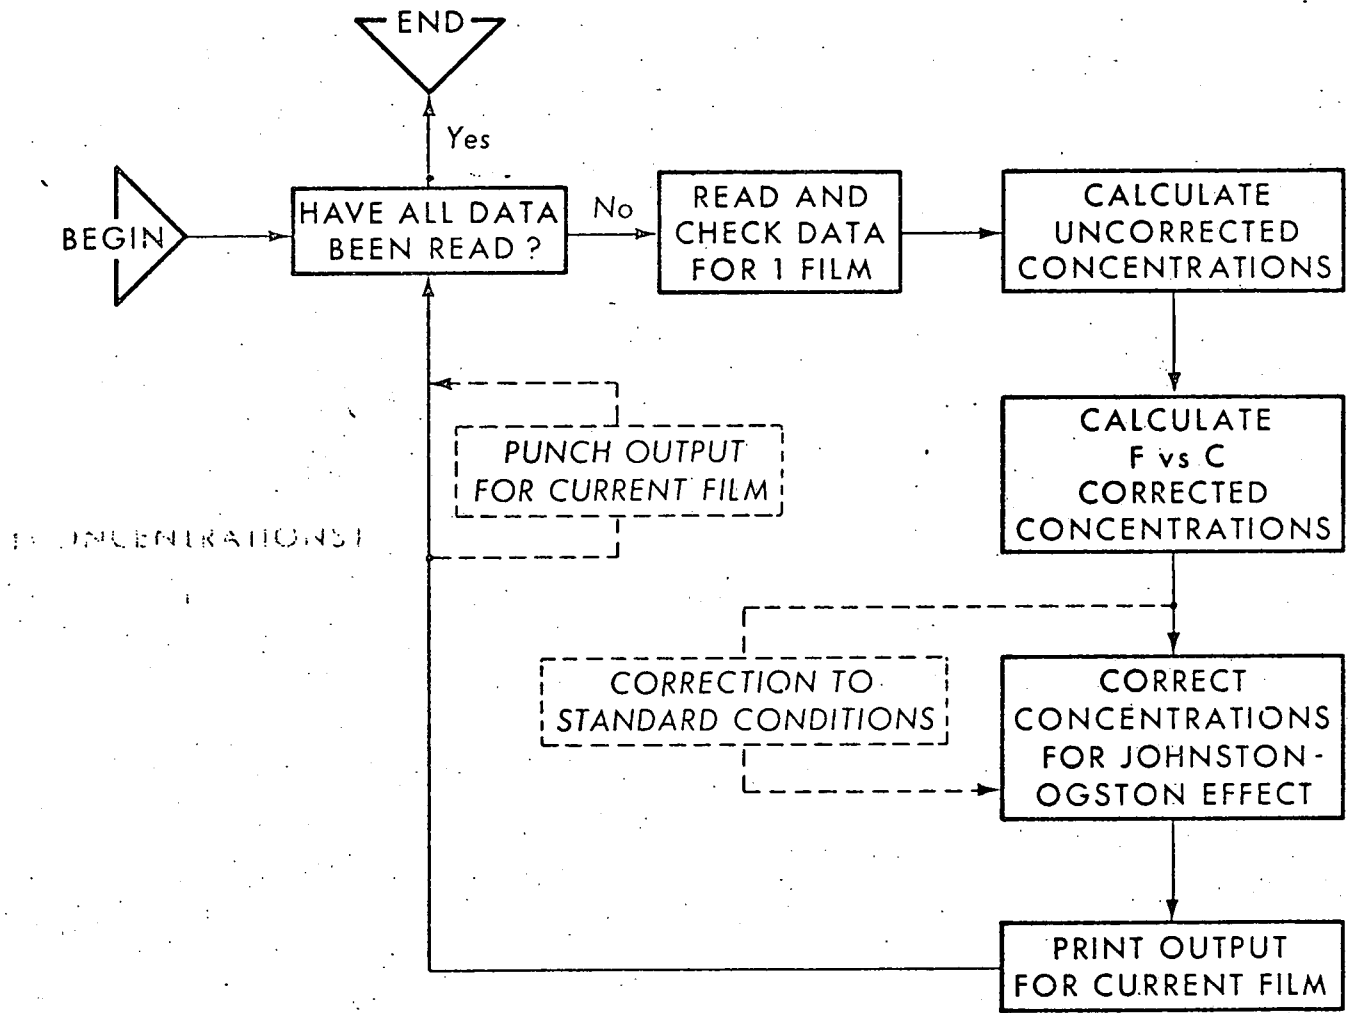 END
Yes
BEGIN
HAVE ALL DATA
BEEN READ ?
No
READ AND
CHECK DATA
FOR 1 FILM
CALCULATE
UNCORRECTED
CONCENTRATIONS
CALCULATE
F vs C
CORRECTED
CONCENTRATIONS
PUNCH OUTPUT
FOR CURRENT FILM
CORRECTION TO
STANDARD CONDITIONS
CORRECT
CONCENTRATIONS
FOR JOHNSTON-
OGSTON EFFECT
PRINT OUTPUT
FOR CURRENT FILM